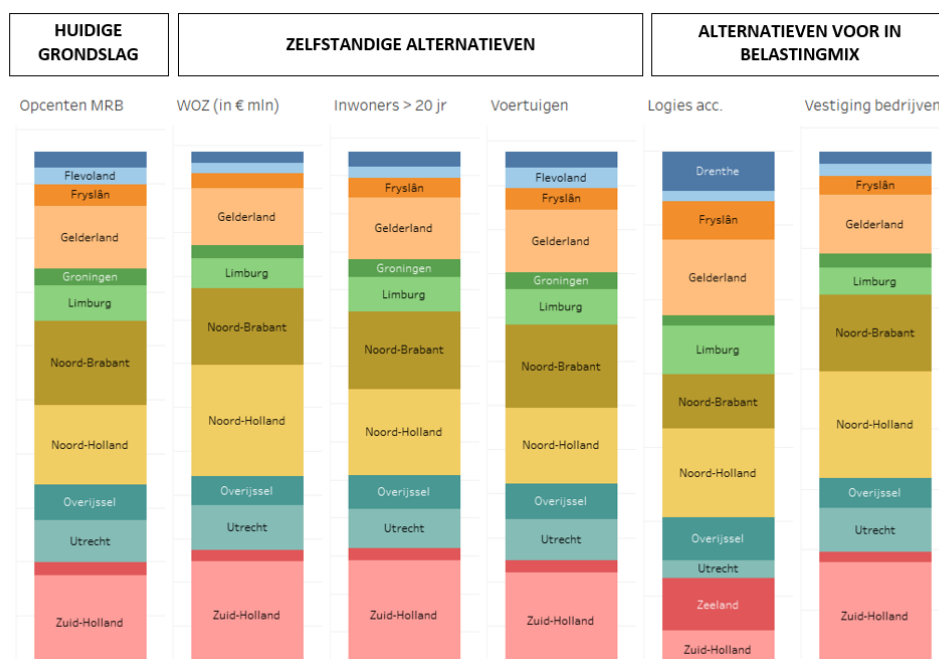 HUIDIGE
GRONDSLAG
ZELFSTANDIGE ALTERNATIEVEN
ALTERNATIEVEN VOOR IN
BELASTINGMIX
Opcenten MRB
WOZ (in € mln)
Inwoners > 20 jr
Voertuigen
Logies acc.
Vestiging bedrijven
Flevoland
Fryslân
Gelderland
Groningen
Limburg
Noord-Brabant
Noord-Holland
Overijssel
Utrecht
Zuid-Holland
Gelderland
Limburg
Noord-Brabant
Noord-Holland
Overijssel
Utrecht
Zuid-Holland
Fryslân
Gelderland
Groningen
Limburg
Noord-Brabant
Noord-Holland
Overijssel
Utrecht
Zuid-Holland
Flevoland
Fryslân
Gelderland
Groningen
Limburg
Noord-Brabant
Noord-Holland
Overijssel
Utrecht
Zuid-Holland
Drenthe
Fryslân
Gelderland
Limburg
Noord-Brabant
Noord-Holland
Overijssel
Utrecht
Zeeland
Zuid-Holland
Fryslân
Gelderland
Limburg
Noord-Brabant
Noord-Holland
Overijssel
Utrecht
Zuid-Holland